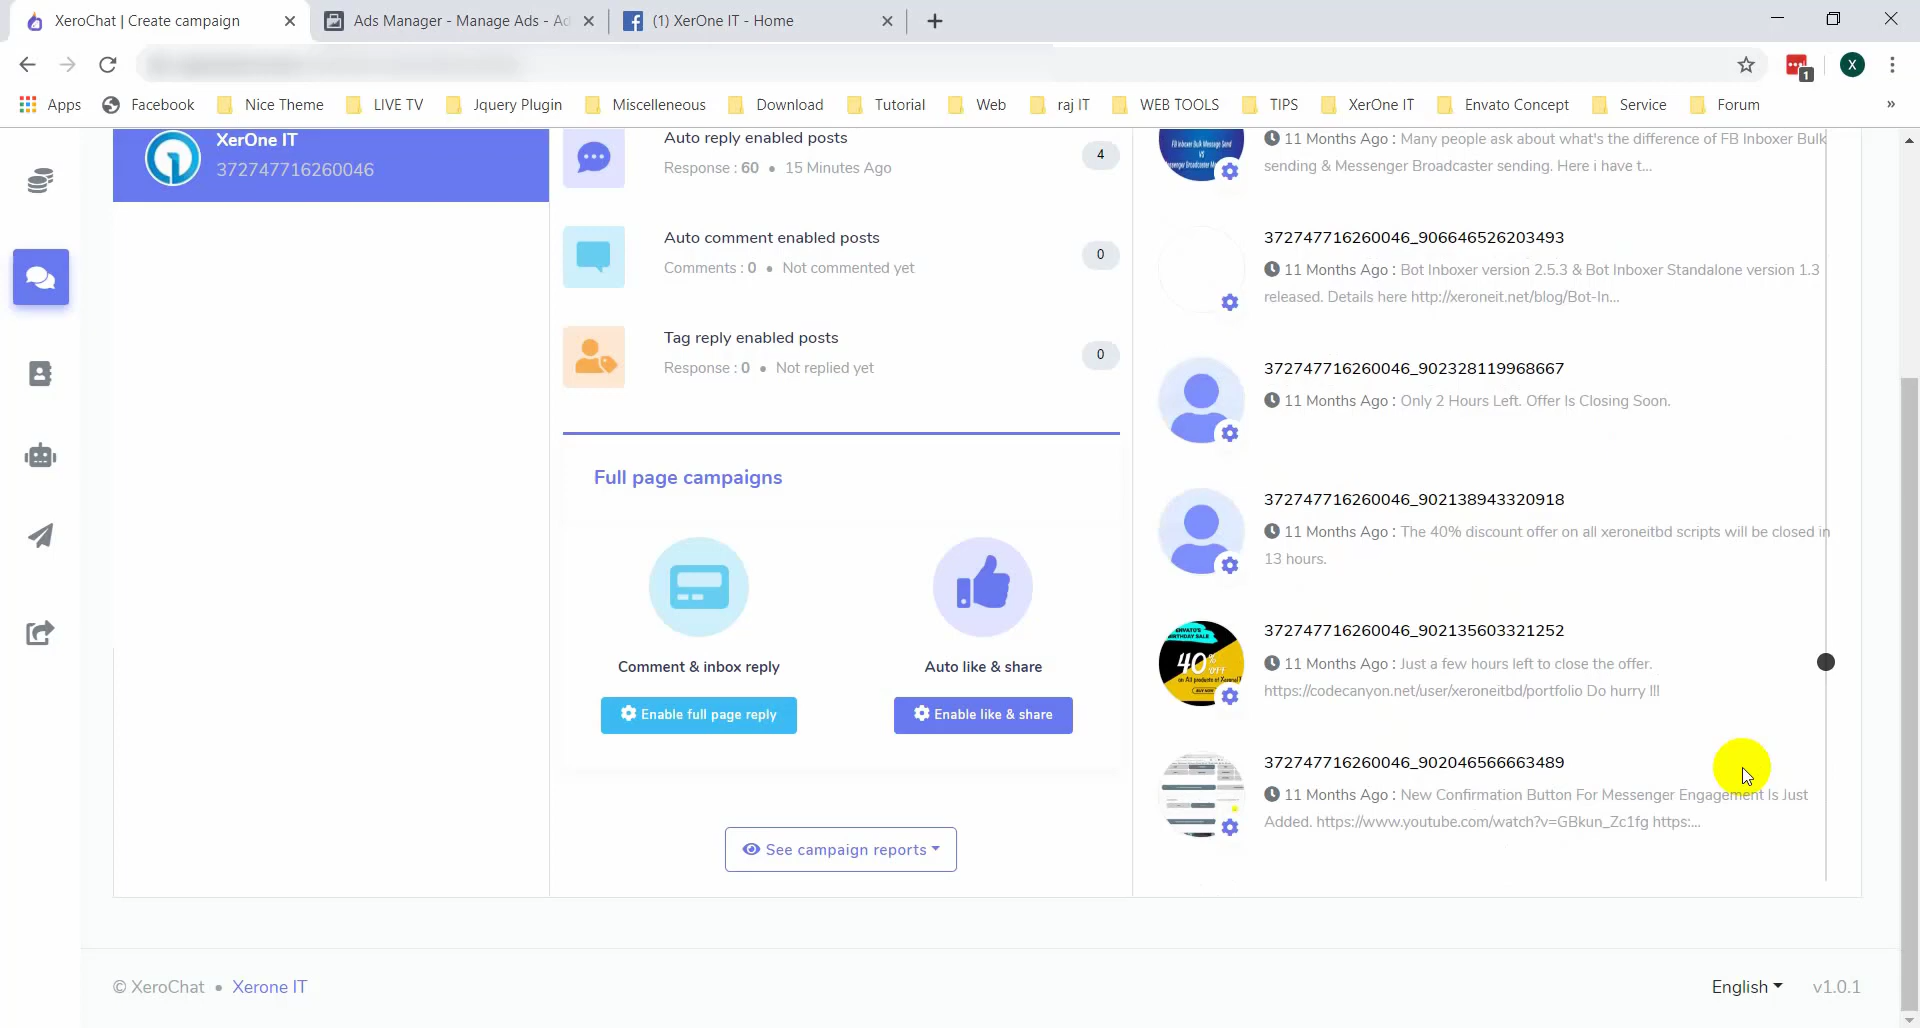 XeroChat | Create campaign
Ads Manager - Manage Ads - Ad
(1) XerOne IT - Home
X
1
Apps
Facebook
Nice Theme
LIVE TV
Jquery Plugin
Miscelleneous
Download
Tutorial
Web
raj IT
WEB TOOLS
TIPS
XerOne IT
Envato Concept
Service
Forum
»
XerOne IT
372747716260046
Auto reply enabled posts
Response : 60 • 15 Minutes Ago
4
Auto comment enabled posts
Comments : 0 • Not commented yet
0
Tag reply enabled posts
Response : 0 • Not replied yet
0
Full page campaigns
Comment & inbox reply
Enable full page reply
Auto like & share
Enable like & share
See campaign reports
FB Inboxer Bulk Message Send
VS
11 Months Ago : Many people ask about what's the difference of FB Inboxer Bulk
sending & Messenger Broadcaster sending. Here i have t...
372747716260046_906646526203493
11 Months Ago : Bot Inboxer version 2.5.3 & Bot Inboxer Standalone version 1.3
released. Details here http://xeroneit.net/blog/Bot-In...
372747716260046_902328119968667
11 Months Ago : Only 2 Hours Left. Offer Is Closing Soon.
372747716260046_902138943320918
11 Months Ago : The 40% discount offer on all xeroneitbd scripts will be closed in
13 hours.
40%
372747716260046_902135603321252
11 Months Ago : Just a few hours left to close the offer.
https://codecanyon.net/user/xeroneitbd/portfolio Do hurry !!!
372747716260046_902046566663489
11 Months Ago : New Confirmation Button For Messenger Engagement Is Just
Added. https://www.youtube.com/watch?v=GBkun_Zc1fg https:...
© XeroChat • Xerone IT
English
v1.0.1